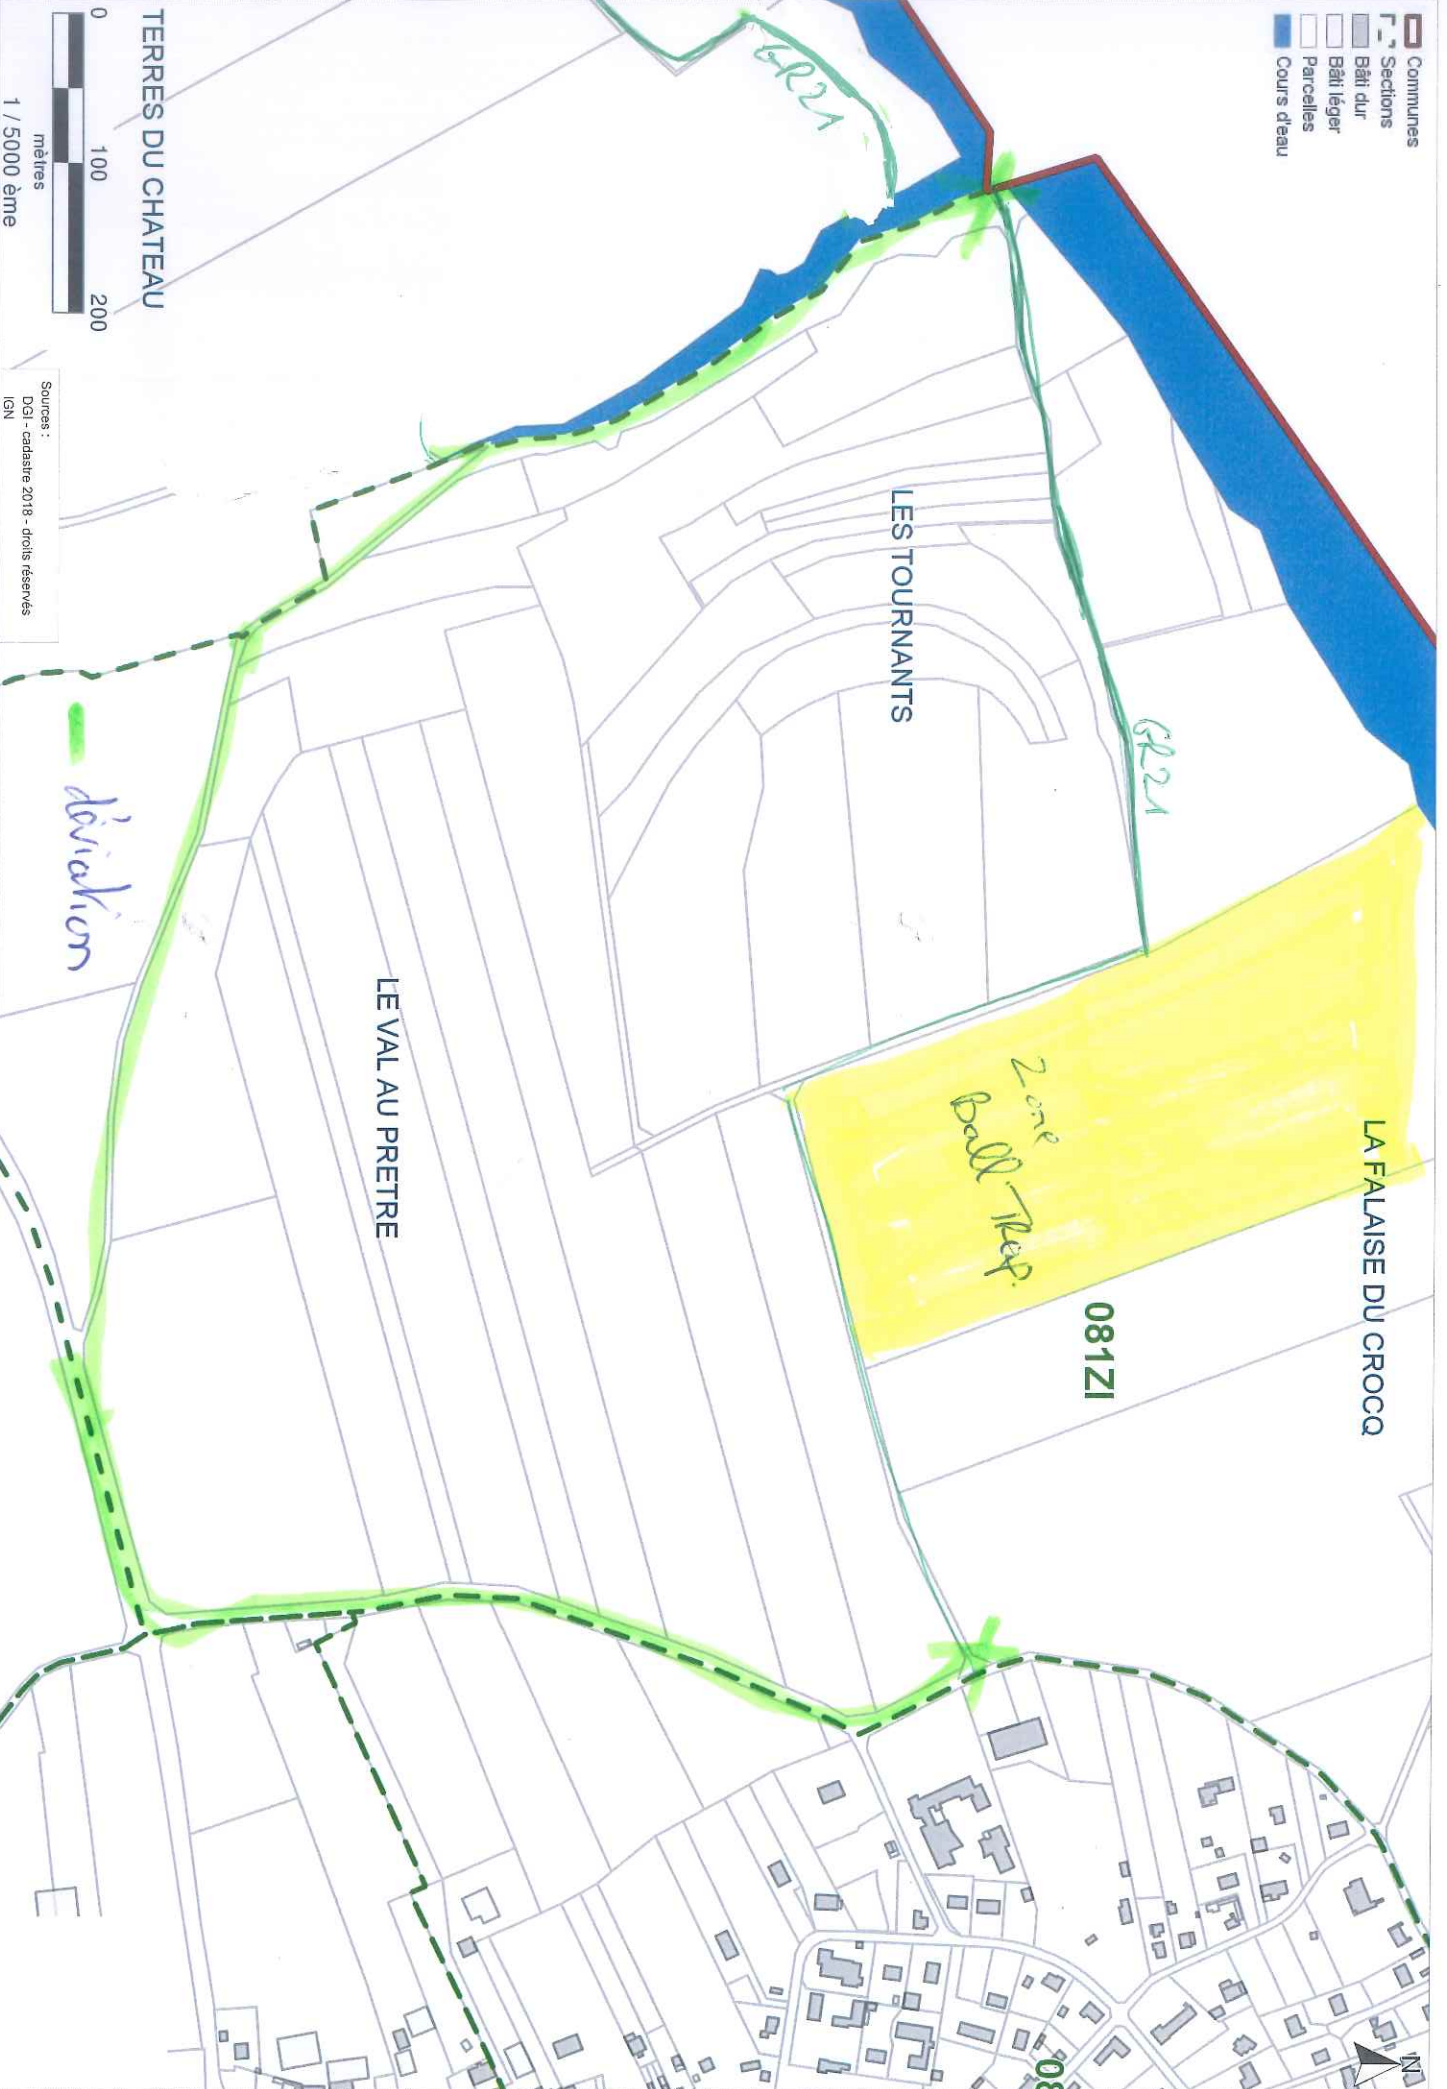 Communes
Sections
Bâti dur
Bâti léger
Parcelles
Cours d'eau
GR21
GR21
LA FALAISE DU CROCQ
LES TOURNANTS
Zone
Ball Trap.
081ZI
LE VAL AU PRETRE
TERRES DU CHATEAU
0 100 200
mètres
1 / 5000 ème
Sources :
DGI - cadastre 2018 - droits réservés
IGN
déviation
N
08